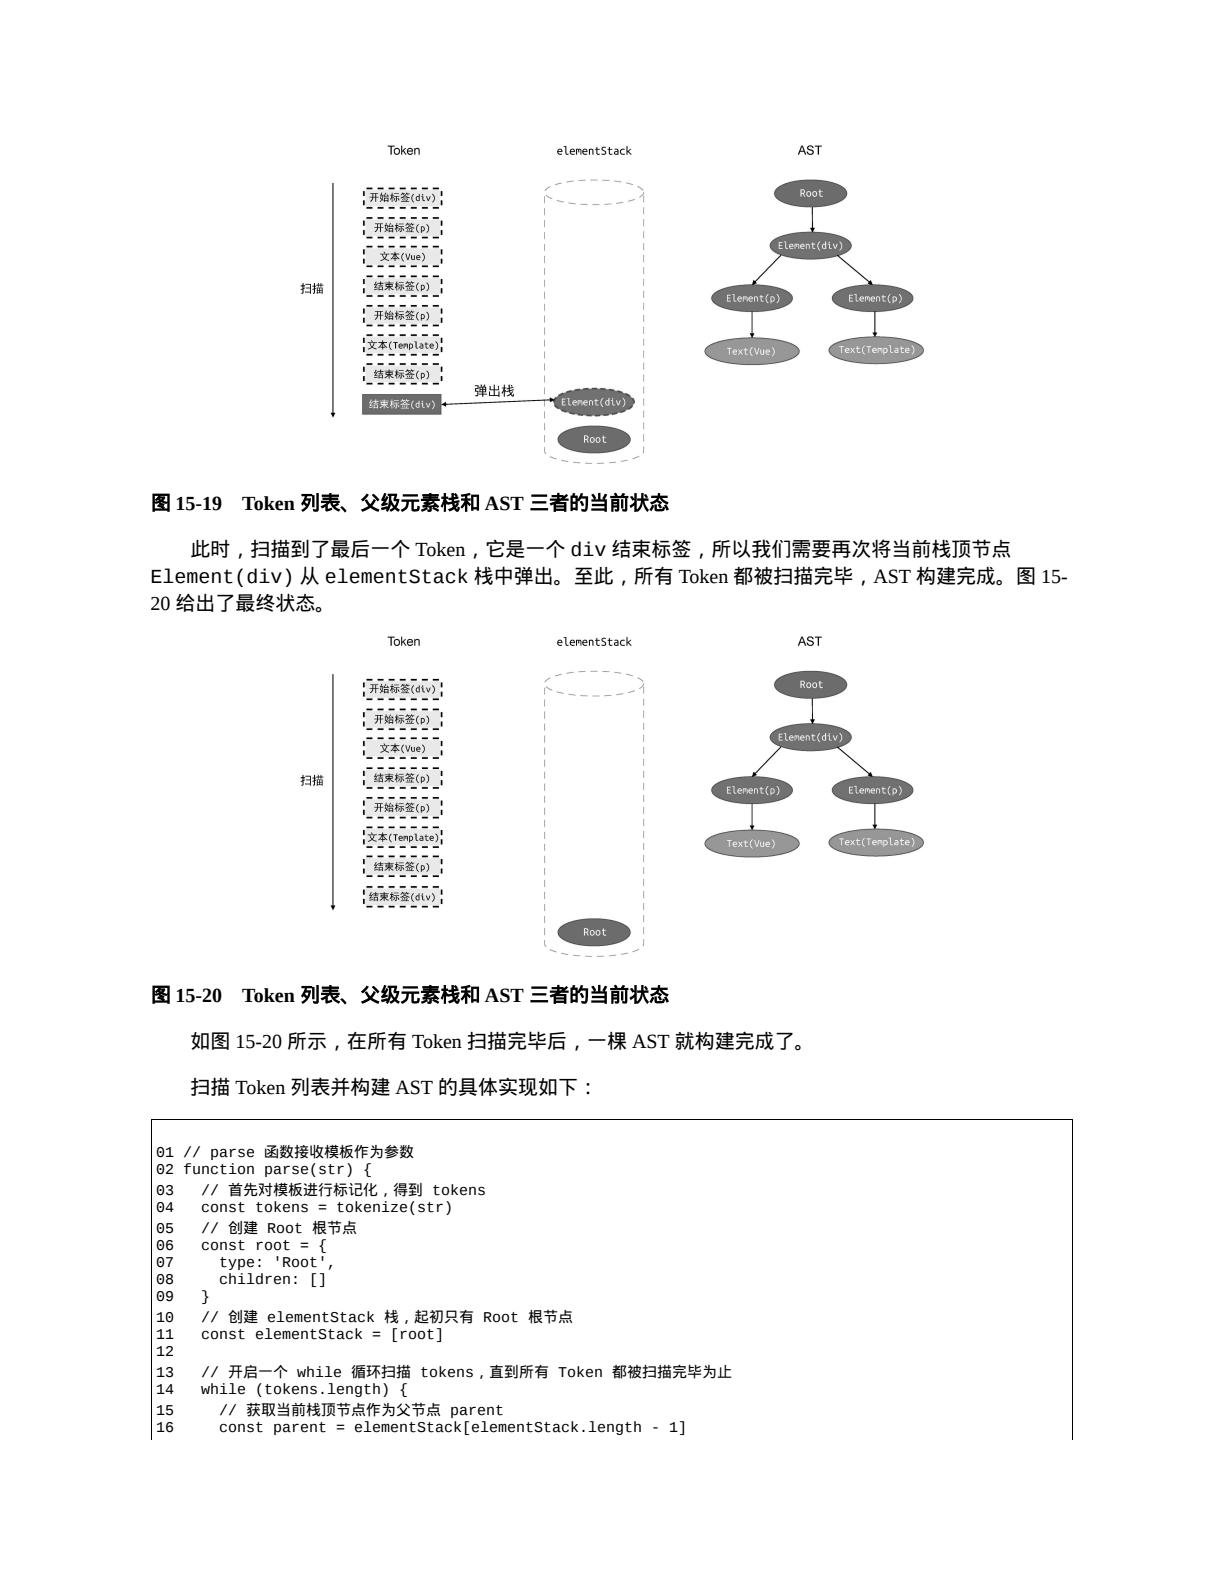 Token elementStack AST
开始标签(div)
开始标签(p)
文本(Vue)
结束标签(p)
开始标签(p)
文本(Template)
结束标签(p)
结束标签(div)
扫描
弹出栈
Element(div)
Root
Root
Element(div)
Element(p) Element(p)
Text(Vue) Text(Template)
图 15-19 Token 列表、父级元素栈和 AST 三者的当前状态
此时，扫描到了最后一个 Token，它是一个 div 结束标签，所以我们需要再次将当前栈顶节点
Element(div) 从 elementStack 栈中弹出。至此，所有 Token 都被扫描完毕，AST 构建完成。图 15-
20 给出了最终状态。
Token elementStack AST
开始标签(div)
开始标签(p)
文本(Vue)
结束标签(p)
开始标签(p)
文本(Template)
结束标签(p)
结束标签(div)
扫描
Root
Root
Element(div)
Element(p) Element(p)
Text(Vue) Text(Template)
图 15-20 Token 列表、父级元素栈和 AST 三者的当前状态
如图 15-20 所示，在所有 Token 扫描完毕后，一棵 AST 就构建完成了。
扫描 Token 列表并构建 AST 的具体实现如下：
01 // parse 函数接收模板作为参数
02 function parse(str) {
03   // 首先对模板进行标记化，得到 tokens
04   const tokens = tokenize(str)
05   // 创建 Root 根节点
06   const root = {
07     type: 'Root',
08     children: []
09   }
10   // 创建 elementStack 栈，起初只有 Root 根节点
11   const elementStack = [root]
12
13   // 开启一个 while 循环扫描 tokens，直到所有 Token 都被扫描完毕为止
14   while (tokens.length) {
15     // 获取当前栈顶节点作为父节点 parent
16     const parent = elementStack[elementStack.length - 1]